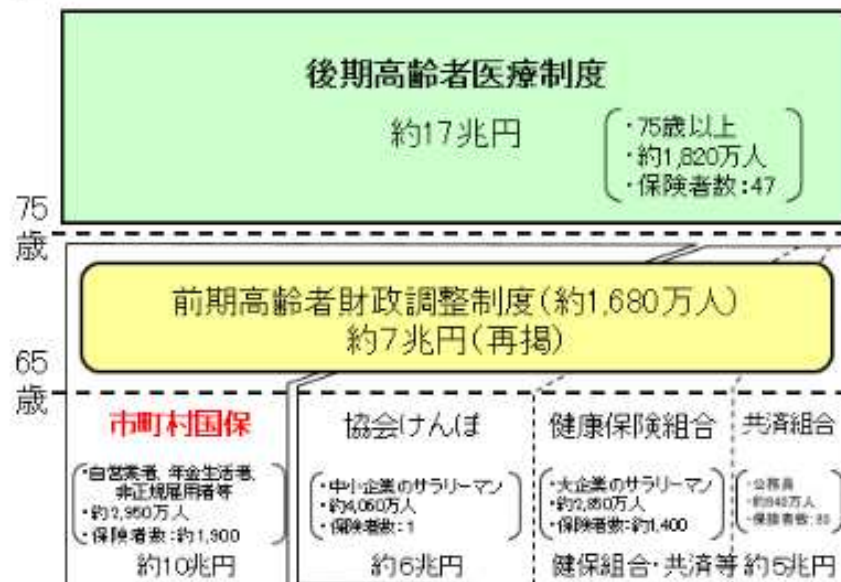 後期高齢者医療制度
約17兆円
・75歳以上
・約1,820万人
・保険者数:47
75
歳
前期高齢者財政調整制度(約1,680万人)
約7兆円(再掲)
65
歳
市町村国保
・自営業者、年金生活者、
非正規雇用者等
・約2,950万人
・保険者数:約1,900
約10兆円
協会けんぽ
・中小企業のサラリーマン
・約4,060万人
・保険者数:1
約6兆円
健康保険組合
・大企業のサラリーマン
・約2,850万人
・保険者数:約1,400
共済組合
・公務員
・保険者数:85
健保組合・共済等 約5兆円